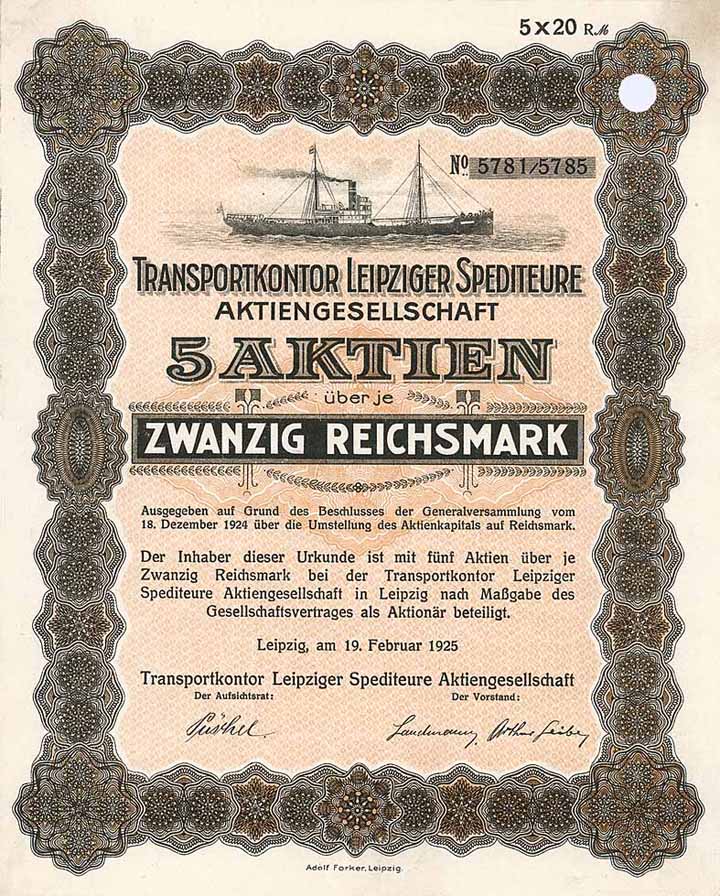 5 x 20 RM
No. 5781/5785
TRANSPORTKONTOR LEIPZIGER SPEDITEURE
AKTIENGESELLSCHAFT
5 AKTIEN
über je
ZWANZIG REICHSMARK
Ausgegeben auf Grund des Beschlusses der Generalversammlung vom
18. Dezember 1924 über die Umstellung des Aktienkapitals auf Reichsmark.
Der Inhaber dieser Urkunde ist mit fünf Aktien über je
Zwanzig Reichsmark bei der Transportkontor Leipziger
Spediteure Aktiengesellschaft in Leipzig nach Maßgabe des
Gesellschaftsvertrages als Aktionär beteiligt.
Leipzig, am 19. Februar 1925
Transportkontor Leipziger Spediteure Aktiengesellschaft
Der Aufsichtsrat: Der Vorstand:
Püschel. Landmann, Arthur
Adolf Forker, Leipzig.